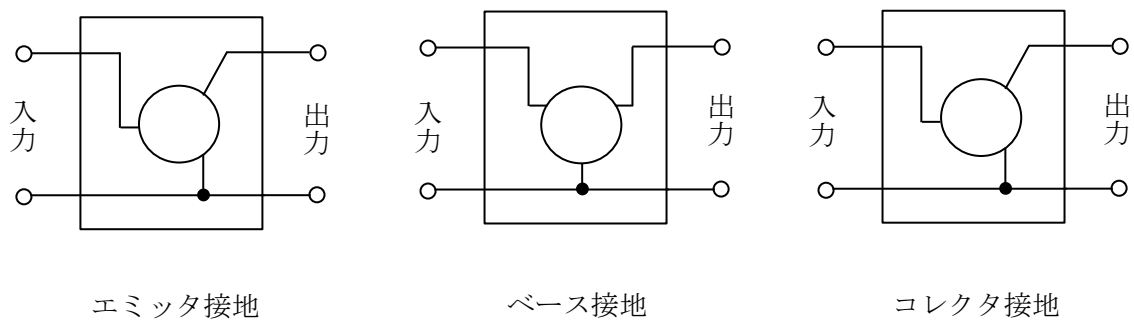 入力
出力
入力
出力
入力
出力
エミッタ接地
ベース接地
コレクタ接地